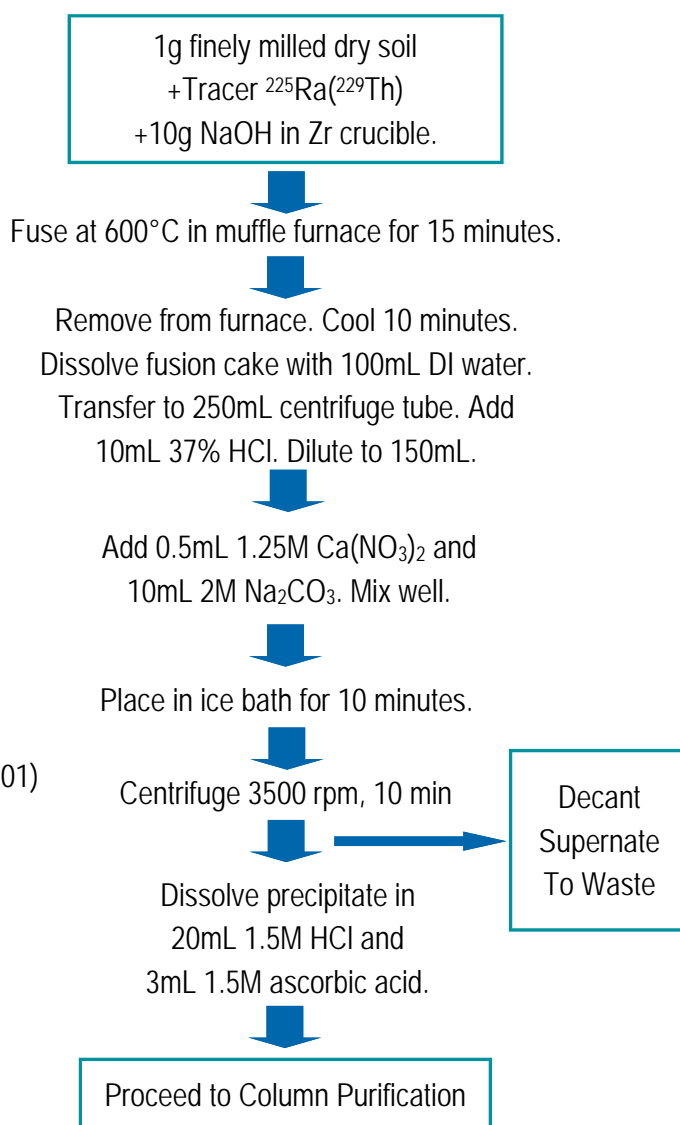 1g finely milled dry soil
+Tracer ²²⁵Ra(²²⁹Th)
+10g NaOH in Zr crucible.
Fuse at 600°C in muffle furnace for 15 minutes.
Remove from furnace. Cool 10 minutes.
Dissolve fusion cake with 100mL DI water.
Transfer to 250mL centrifuge tube. Add
10mL 37% HCl. Dilute to 150mL.
Add 0.5mL 1.25M Ca(NO₃)₂ and
10mL 2M Na₂CO₃. Mix well.
Place in ice bath for 10 minutes.
01)
Centrifuge 3500 rpm, 10 min
Decant
Supernate
To Waste
Dissolve precipitate in
20mL 1.5M HCl and
3mL 1.5M ascorbic acid.
Proceed to Column Purification